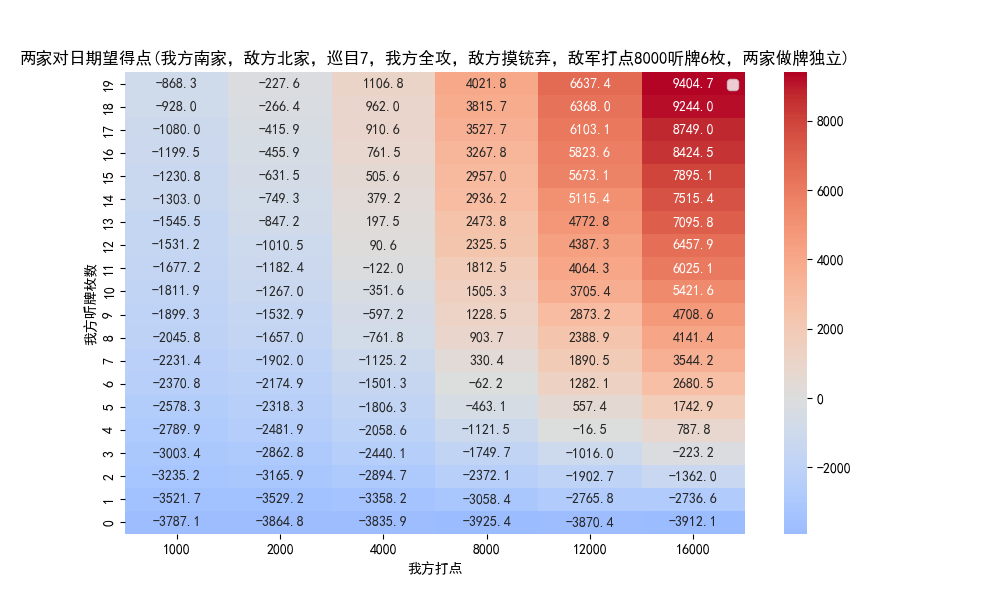 两家对日期望得点(我方南家，敌方北家，巡目7，我方全攻，敌方摸铳弃，敌军打点8000听牌6枚，两家做牌独立)
我方听牌枚数
19 -868.3 -227.6 1106.8 4021.8 6637.4 9404.7
18 -928.0 -266.4 962.0 3815.7 6368.0 9244.0
17 -1080.0 -415.9 910.6 3527.7 6103.1 8749.0
16 -1199.5 -455.9 761.5 3267.8 5823.6 8424.5
15 -1230.8 -631.5 505.6 2957.0 5673.1 7895.1
14 -1303.0 -749.3 379.2 2936.2 5115.4 7515.4
13 -1545.5 -847.2 197.5 2473.8 4772.8 7095.8
12 -1531.2 -1010.5 90.6 2325.5 4387.3 6457.9
11 -1677.2 -1182.4 -122.0 1812.5 4064.3 6025.1
10 -1811.9 -1267.0 -351.6 1505.3 3705.4 5421.6
9 -1899.3 -1532.9 -597.2 1228.5 2873.2 4708.6
8 -2045.8 -1657.0 -761.8 903.7 2388.9 4141.4
7 -2231.4 -1902.0 -1125.2 330.4 1890.5 3544.2
6 -2370.8 -2174.9 -1501.3 -62.2 1282.1 2680.5
5 -2578.3 -2318.3 -1806.3 -463.1 557.4 1742.9
4 -2789.9 -2481.9 -2058.6 -1121.5 -16.5 787.8
3 -3003.4 -2862.8 -2440.1 -1749.7 -1016.0 -223.2
2 -3235.2 -3165.9 -2894.7 -2372.1 -1902.7 -1362.0
1 -3521.7 -3529.2 -3358.2 -3058.4 -2765.8 -2736.6
0 -3787.1 -3864.8 -3835.9 -3925.4 -3870.4 -3912.1
1000 2000 4000 8000 12000 16000
我方打点
8000
6000
4000
2000
0
-2000